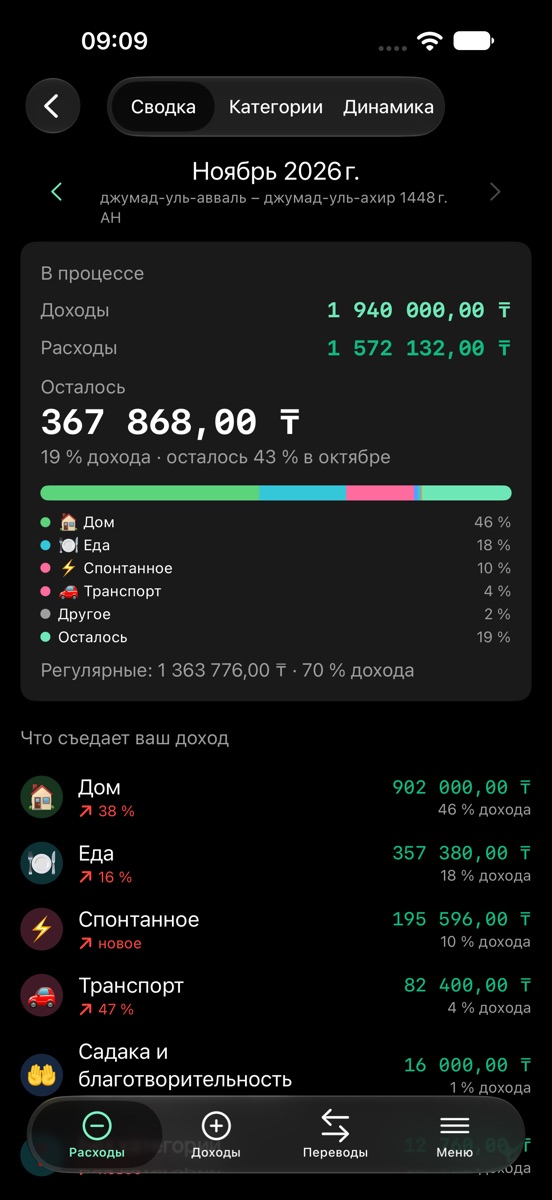 09:09
Сводка Категории Динамика
Ноябрь 2026 г.
джумад-уль-авваль – джумад-уль-ахир 1448 г.
AH
В процессе
Доходы 1 940 000,00 ₸
Расходы 1 572 132,00 ₸
Осталось
367 868,00 ₸
19 % дохода · осталось 43 % в октябре
🏠 Дом 46 %
🍽️ Еда 18 %
⚡ Спонтанное 10 %
🚗 Транспорт 4 %
Другое 2 %
Осталось 19 %
Регулярные: 1 363 776,00 ₸ · 70 % дохода
Что съедает ваш доход
Дом 902 000,00 ₸
↗ 38 % 46 % дохода
Еда 357 380,00 ₸
↗ 16 % 18 % дохода
Спонтанное 195 596,00 ₸
↗ новое 10 % дохода
Транспорт 82 400,00 ₸
↗ 47 % 4 % дохода
Садака и
благотворительность
16 000,00 ₸
1 % дохода
12 760,00 ₸
Расходы Доходы Переводы Меню